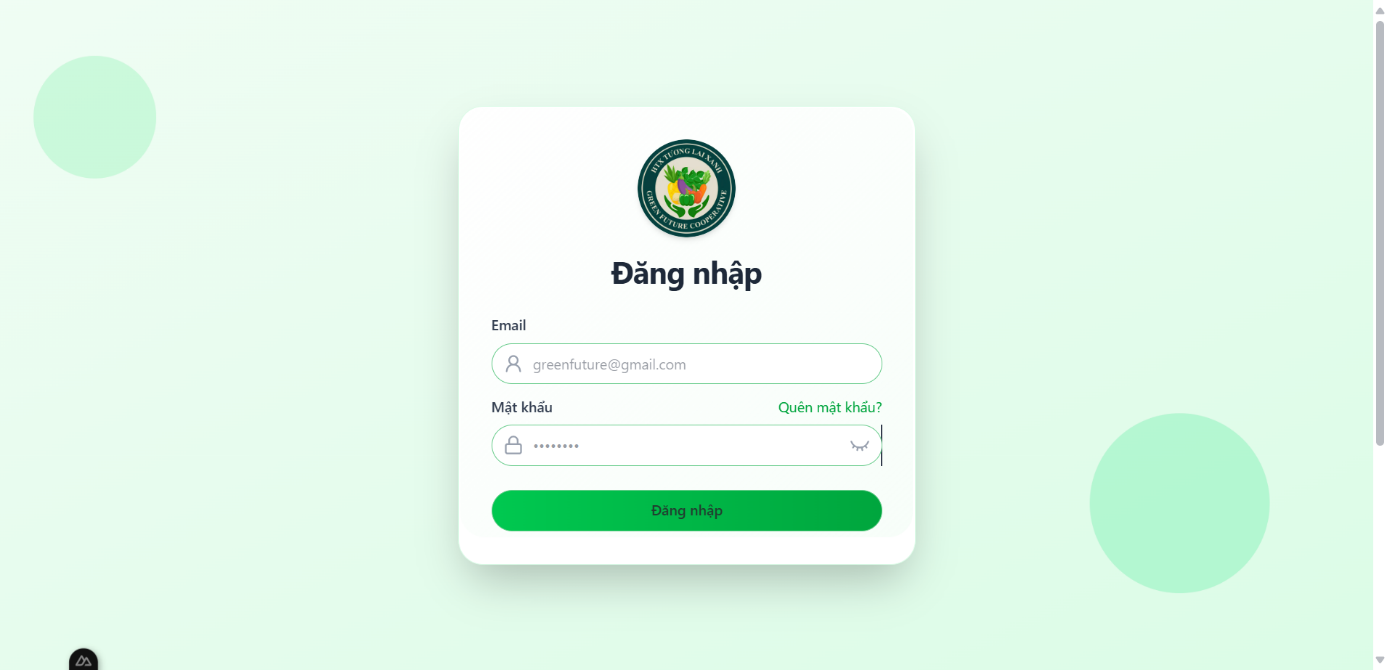 HTX TƯƠNG LAI XANH
GREEN FUTURE COOPERATIVE
Đăng nhập
Email
greenfuture@gmail.com
Mật khẩu
Quên mật khẩu?
••••••••
Đăng nhập